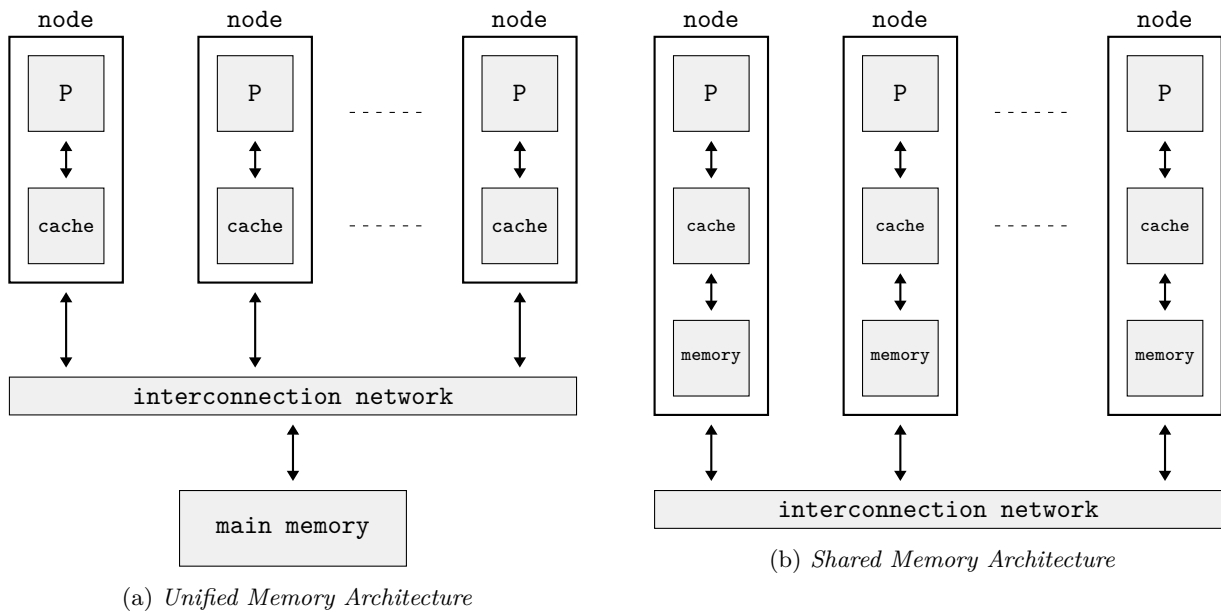 node node node
P P P
cache cache cache
interconnection network
main memory
(a) Unified Memory Architecture
node node node
P P P
cache cache cache
memory memory memory
interconnection network
(b) Shared Memory Architecture